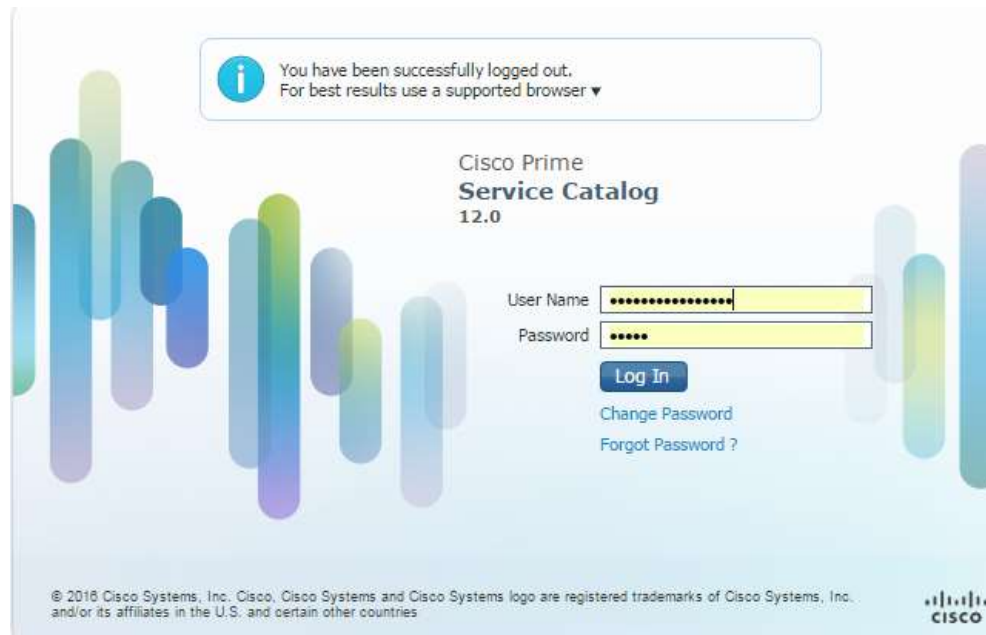 You have been successfully logged out.
For best results use a supported browser ▼
Cisco Prime
Service Catalog
12.0
User Name ••••••••••••••••
Password •••••
Log In
Change Password
Forgot Password ?
© 2016 Cisco Systems, Inc. Cisco, Cisco Systems and Cisco Systems logo are registered trademarks of Cisco Systems, Inc.
and/or its affiliates in the U.S. and certain other countries
CISCO